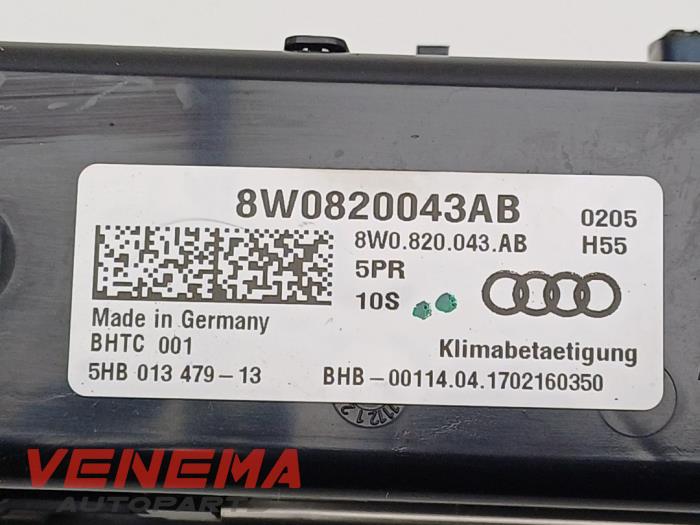 8W0820043AB 0205
8W0.820.043.AB H55
5PR
10S
Made in Germany
BHTC 001 Klimabetaetigung
5HB 013 479-13 BHB-00114.04.1702160350
VENEMA
AUTOPARTS